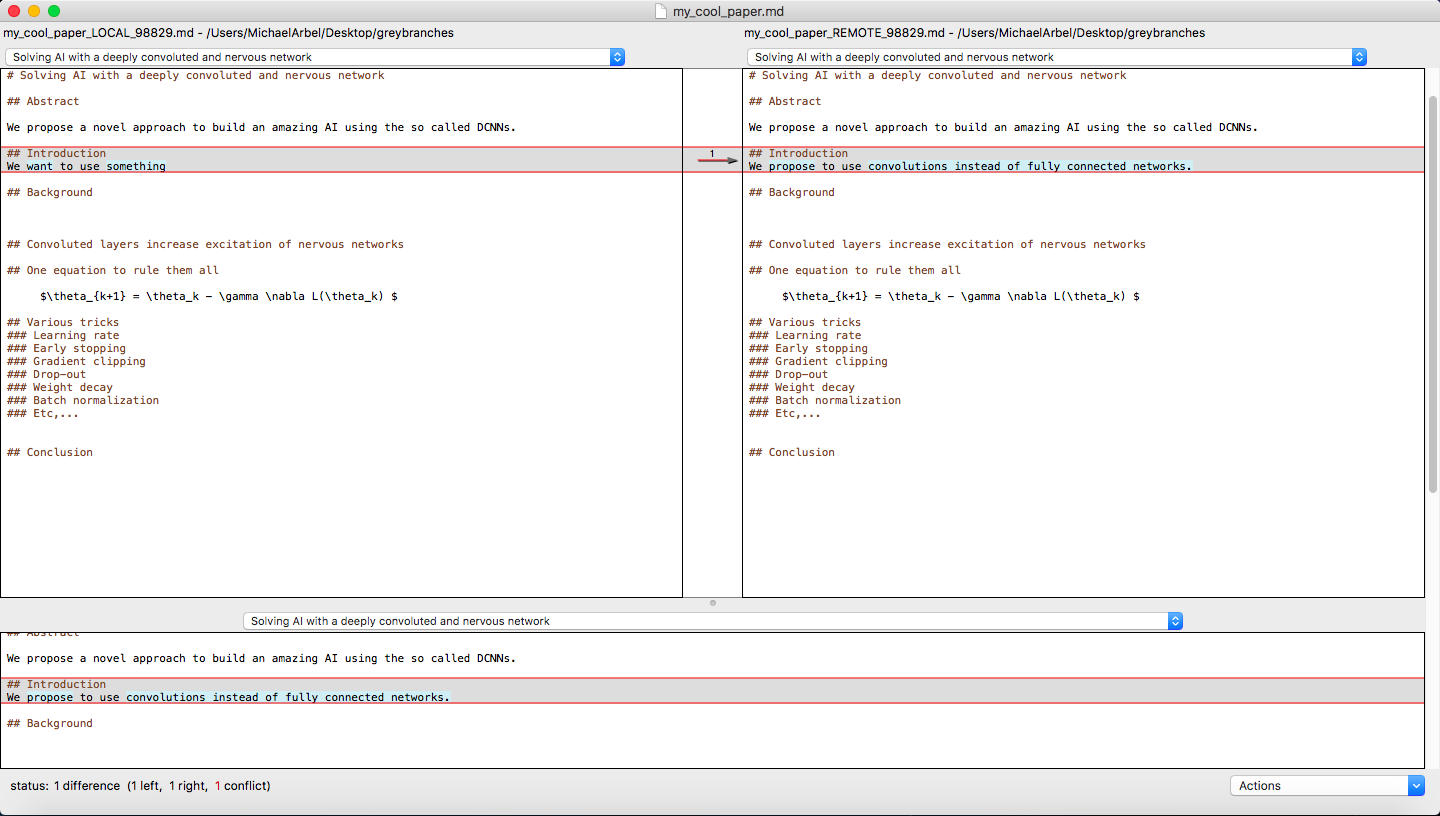 my_cool_paper.md
my_cool_paper_LOCAL_98829.md - /Users/MichaelArbel/Desktop/greybranches
Solving AI with a deeply convoluted and nervous network
# Solving AI with a deeply convoluted and nervous network
## Abstract
We propose a novel approach to build an amazing AI using the so called DCNNs.
## Introduction
We want to use something
## Background
## Convoluted layers increase excitation of nervous networks
## One equation to rule them all
$\theta_{k+1} = \theta_k - \gamma \nabla L(\theta_k) $
## Various tricks
### Learning rate
### Early stopping
### Gradient clipping
### Drop-out
### Weight decay
### Batch normalization
### Etc,...
## Conclusion
1
my_cool_paper_REMOTE_98829.md - /Users/MichaelArbel/Desktop/greybranches
Solving AI with a deeply convoluted and nervous network
# Solving AI with a deeply convoluted and nervous network
## Abstract
We propose a novel approach to build an amazing AI using the so called DCNNs.
## Introduction
We propose to use convolutions instead of fully connected networks.
## Background
## Convoluted layers increase excitation of nervous networks
## One equation to rule them all
$\theta_{k+1} = \theta_k - \gamma \nabla L(\theta_k) $
## Various tricks
### Learning rate
### Early stopping
### Gradient clipping
### Drop-out
### Weight decay
### Batch normalization
### Etc,...
## Conclusion
Solving AI with a deeply convoluted and nervous network
## Abstract
We propose a novel approach to build an amazing AI using the so called DCNNs.
## Introduction
We propose to use convolutions instead of fully connected networks.
## Background
status: 1 difference (1 left, 1 right, 1 conflict)
Actions